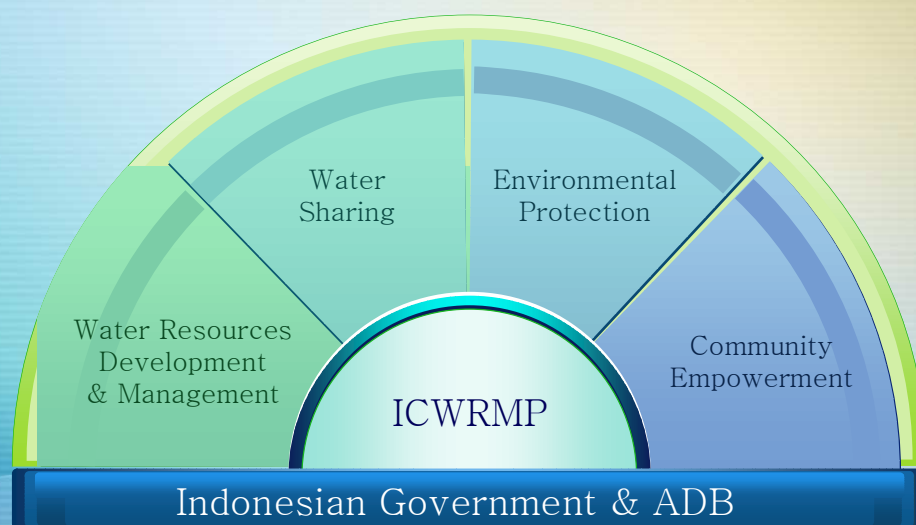 Water
Sharing
Environmental
Protection
Water Resources
Development
& Management
Community
Empowerment
ICWRMP
Indonesian Government & ADB